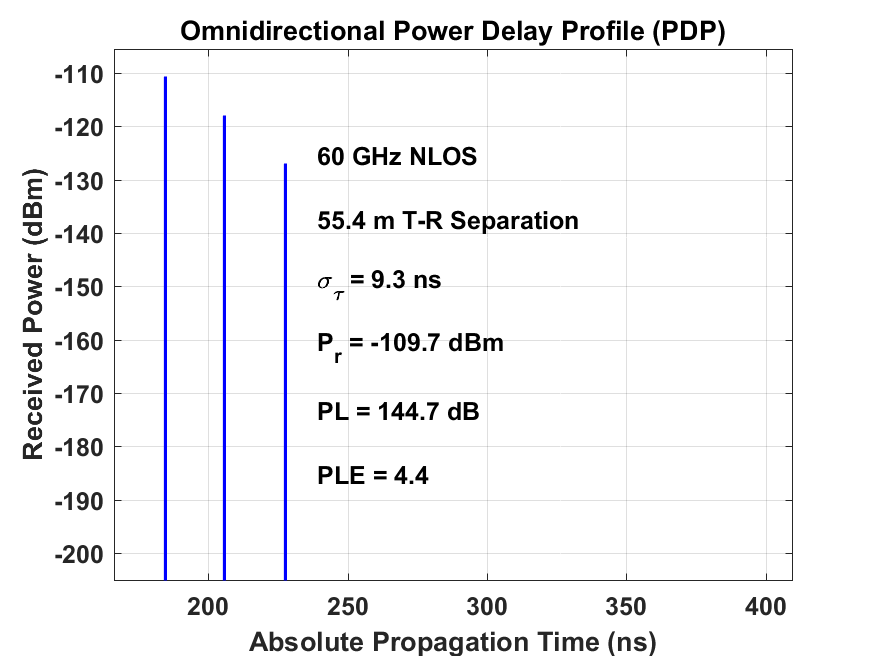 Omnidirectional Power Delay Profile (PDP)
Received Power (dBm)
-110
-120
-130
-140
-150
-160
-170
-180
-190
-200
60 GHz NLOS
55.4 m T-R Separation
σ_τ = 9.3 ns
P_r = -109.7 dBm
PL = 144.7 dB
PLE = 4.4
200 250 300 350 400
Absolute Propagation Time (ns)